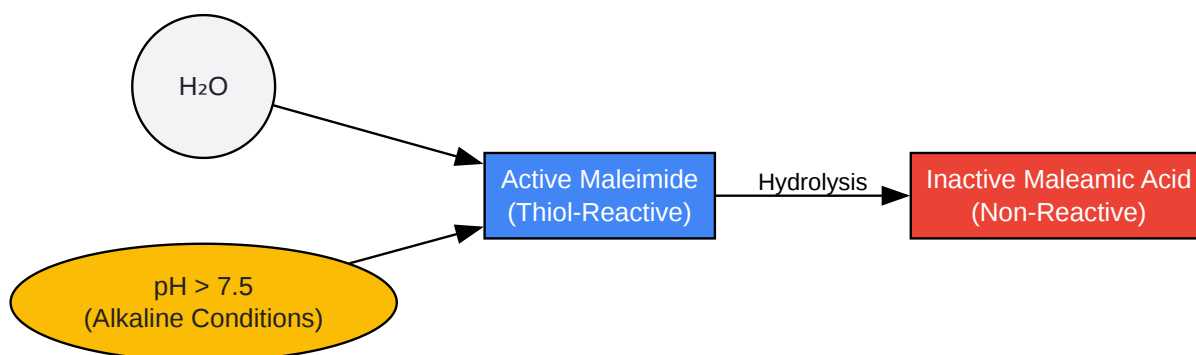 H₂O
Active Maleimide
(Thiol-Reactive)
Hydrolysis
Inactive Maleamic Acid
(Non-Reactive)
pH > 7.5
(Alkaline Conditions)